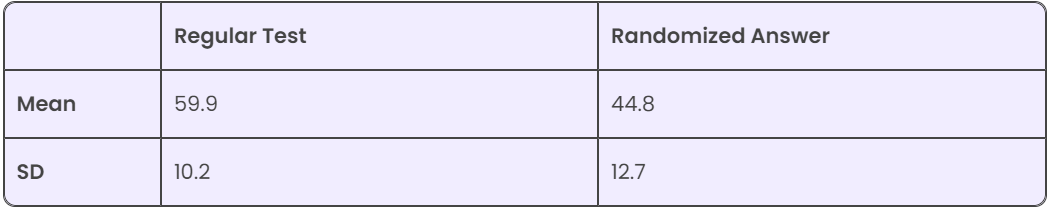 Regular Test Randomized Answer
Mean 59.9 44.8
SD 10.2 12.7